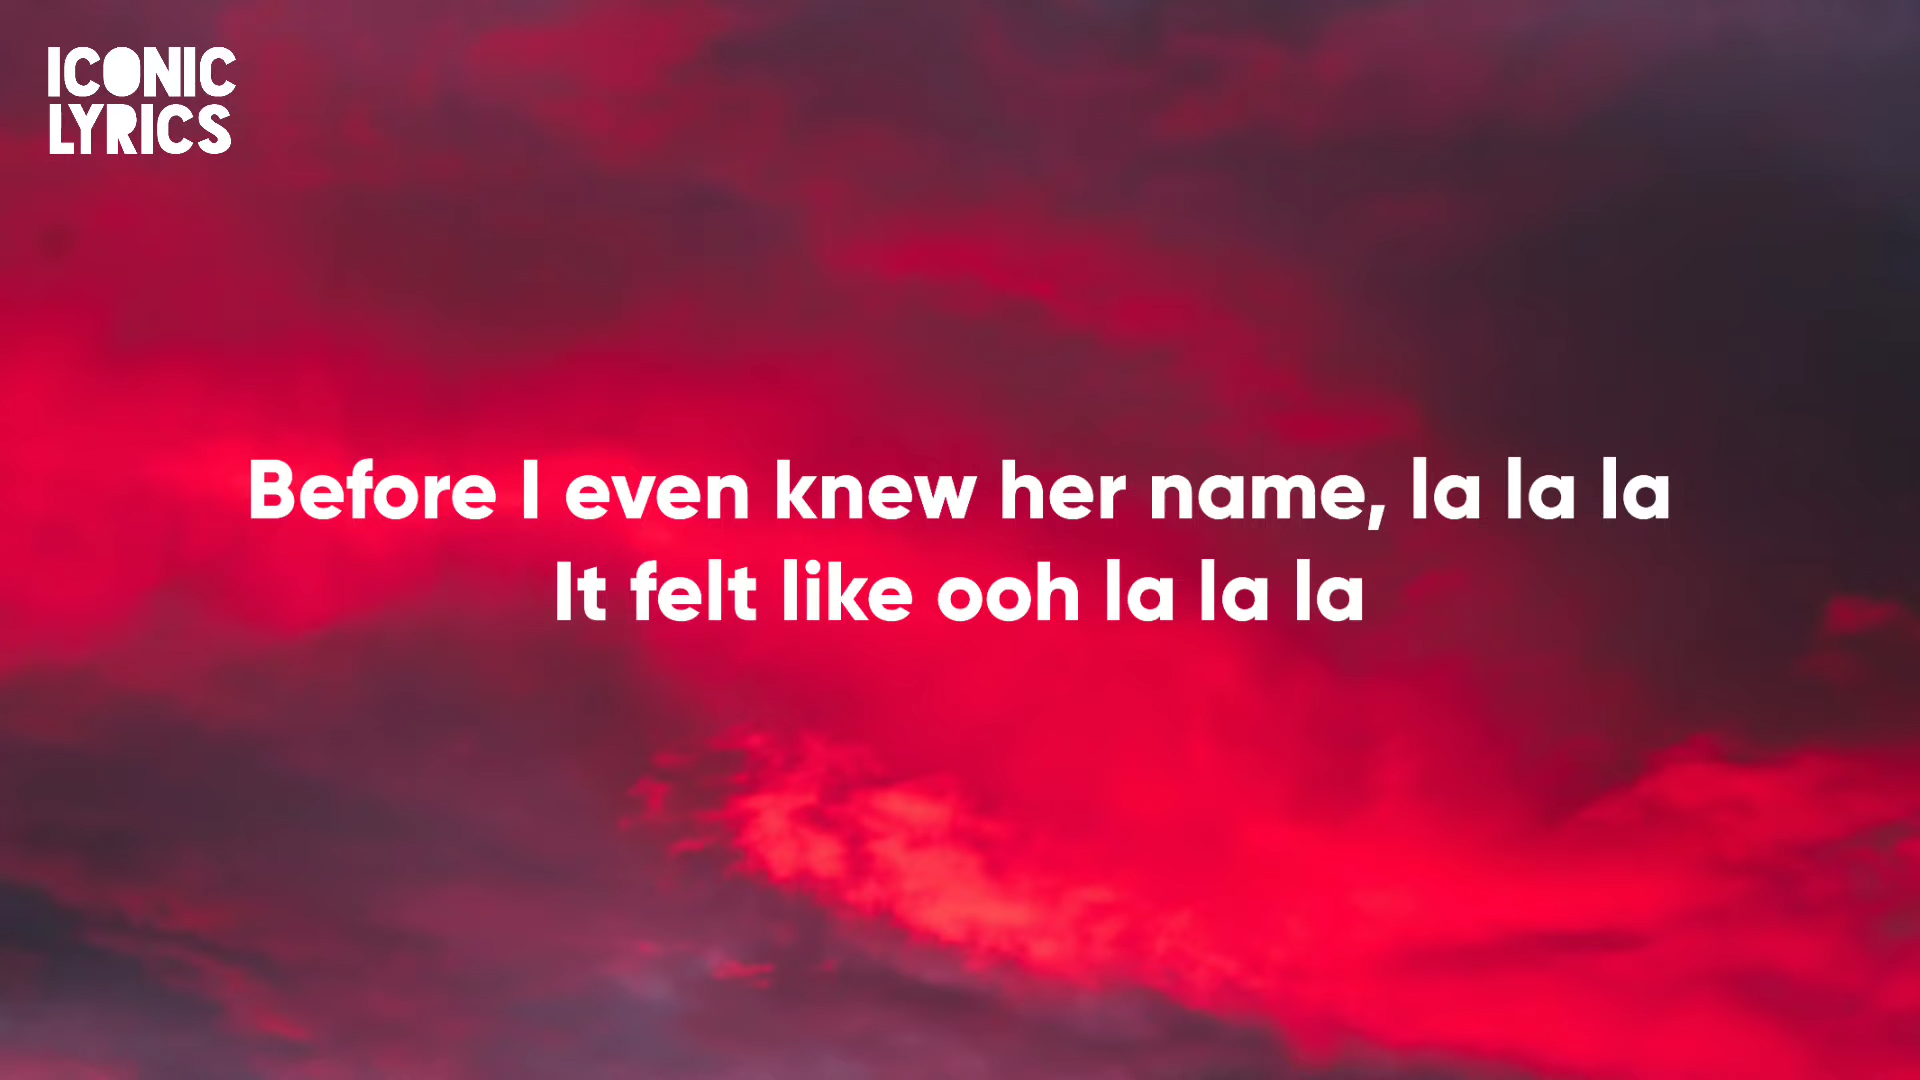 ICONIC
LYRICS
Before I even knew her name, la la la
It felt like ooh la la la